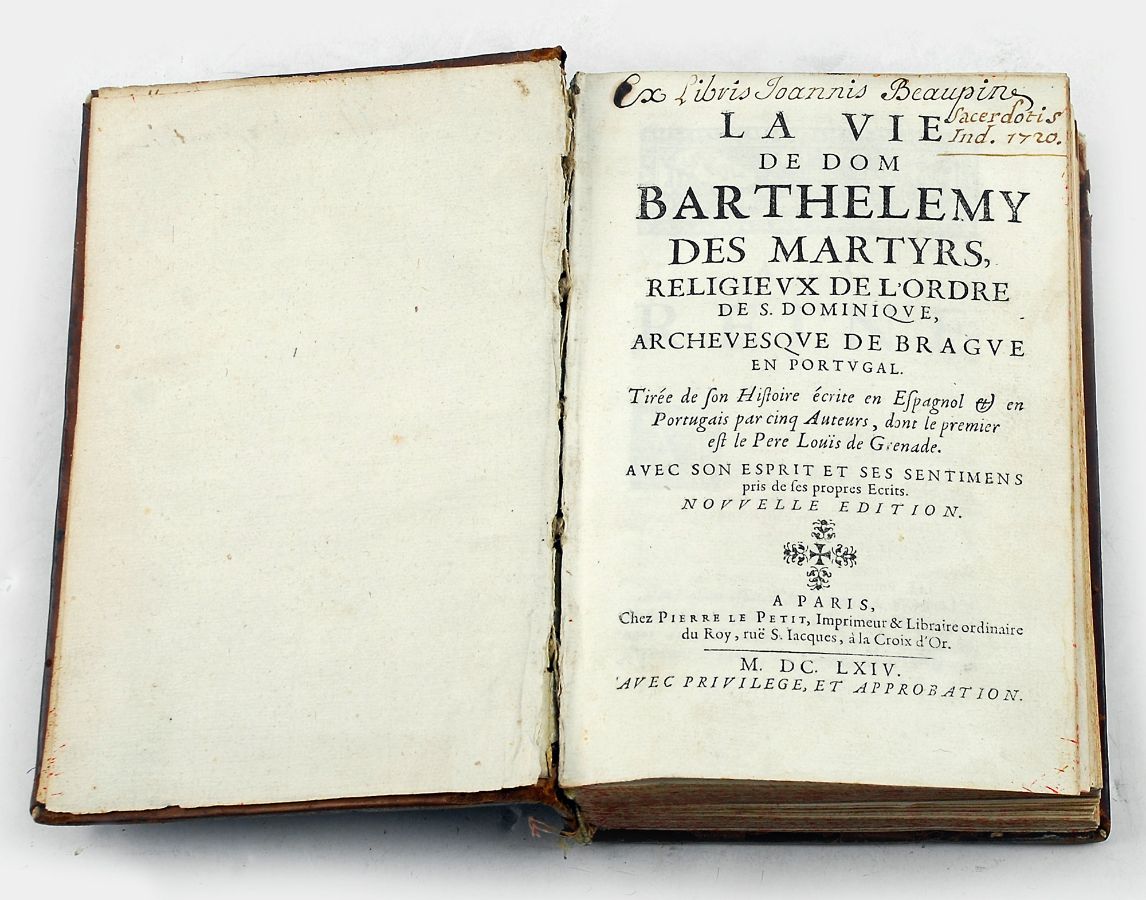 Ex Libris Joannis Beaupin
Sacerdotis
Ind. 1720.
LA VIE
DE DOM
BARTHELEMY
DES MARTYRS,
RELIGIEVX DE L'ORDRE
DE S. DOMINIQVE,
ARCHEVESQVE DE BRAGVE
EN PORTVGAL.
Tirée de ſon Hiſtoire écrite en Eſpagnol & en
Portugais par cinq Auteurs, dont le premier
eſt le Pere Louïs de Grenade.
AVEC SON ESPRIT ET SES SENTIMENS
pris de ſes propres Ecrits.
NOVVELLE EDITION.
A PARIS,
Chez PIERRE LE PETIT, Imprimeur & Libraire ordinaire
du Roy, ruë S. Iacques, à la Croix d'Or.
M. DC. LXIV.
AVEC PRIVILEGE, ET APPROBATION.